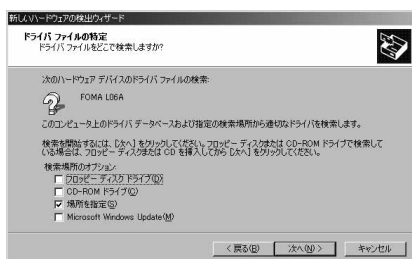 新しいハードウェアの検出ウィザード
ドライバ ファイルの特定
ドライバ ファイルをどこで検索しますか?
次のハードウェア デバイスのドライバ ファイルの検索:
FOMA L06A
このコンピュータ上のドライバ データベースおよび指定の検索場所から適切なドライバを検索します。
検索を開始するには、[次へ] をクリックしてください。フロッピー ディスクまたは CD-ROM ドライブで検索して
いる場合は、フロッピー ディスクまたは CD を挿入してから [次へ] をクリックしてください。
検索場所のオプション:
フロッピー ディスク ドライブ(D)
CD-ROM ドライブ(C)
場所を指定(S)
Microsoft Windows Update(M)
< 戻る(B)
次へ(N) >
キャンセル